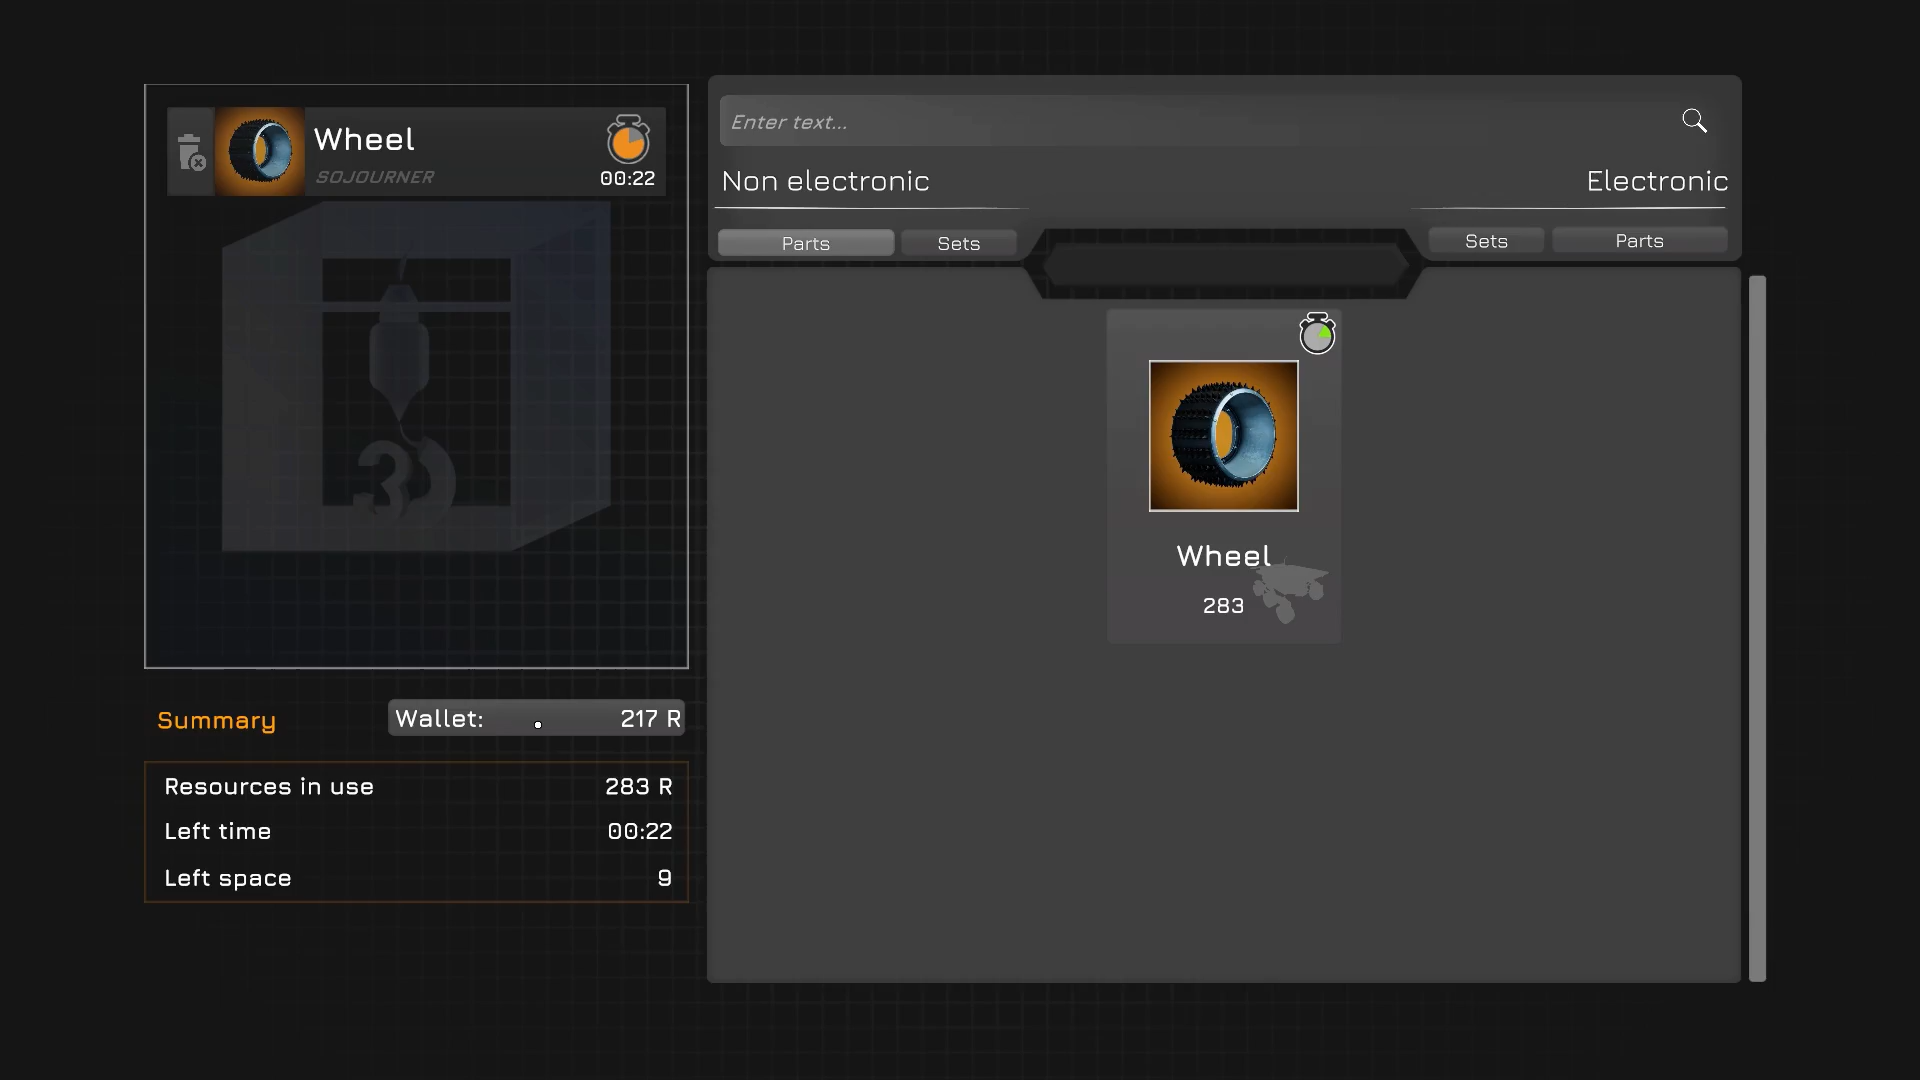 Wheel
SOJOURNER
00:22
3D
Summary
Wallet: 217 R
Resources in use 283 R
Left time 00:22
Left space 9
Enter text...
Non electronic
Electronic
Parts
Sets
Sets
Parts
Wheel
283